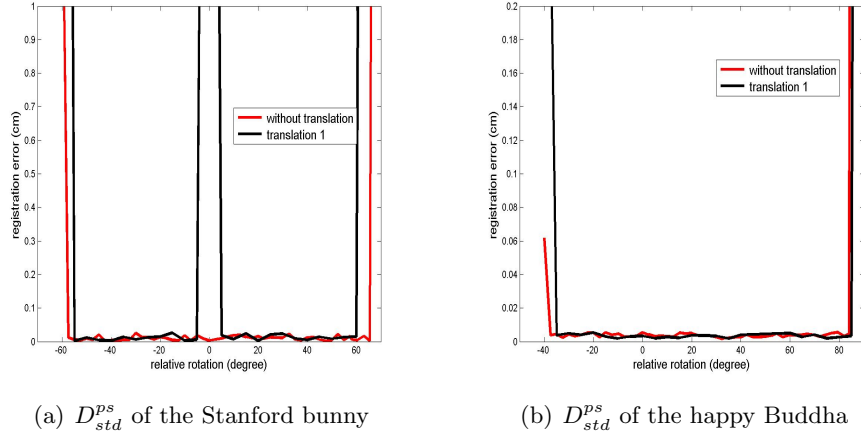 1
0.9
0.8
0.7
0.6
0.5
0.4
0.3
0.2
0.1
0
registration error (cm)
without translation
translation 1
-60 -40 -20 0 20 40 60
relative rotation (degree)
(a) D^{ps}_{std} of the Stanford bunny
0.2
0.18
0.16
0.14
0.12
0.1
0.08
0.06
0.04
0.02
0
registration error (cm)
without translation
translation 1
-40 -20 0 20 40 60 80
relative rotation (degree)
(b) D^{ps}_{std} of the happy Buddha